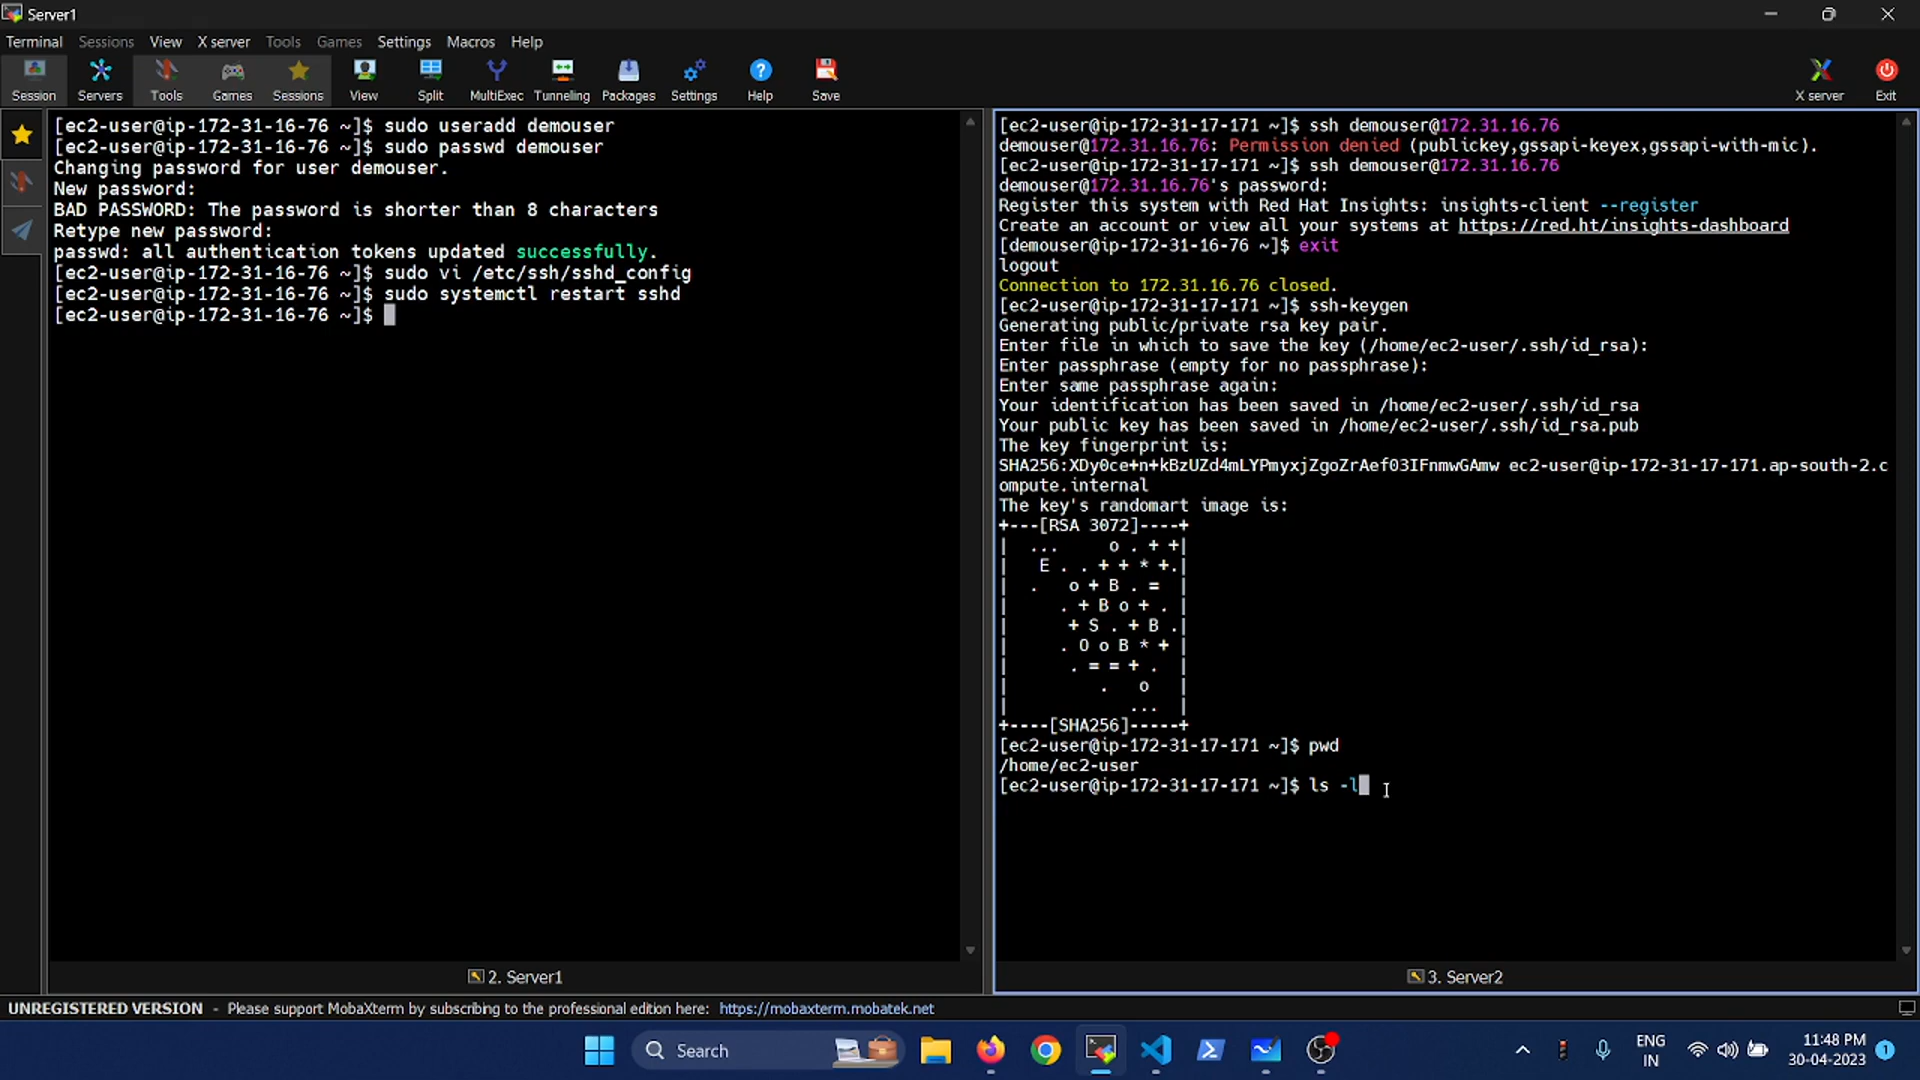 Server1
Terminal Sessions View X server Tools Games Settings Macros Help
Session Servers Tools Games Sessions View Split MultiExec Tunneling Packages Settings Help Save X server Exit
[ec2-user@ip-172-31-16-76 ~]$ sudo useradd demouser
[ec2-user@ip-172-31-16-76 ~]$ sudo passwd demouser
Changing password for user demouser.
New password:
BAD PASSWORD: The password is shorter than 8 characters
Retype new password:
passwd: all authentication tokens updated successfully.
[ec2-user@ip-172-31-16-76 ~]$ sudo vi /etc/ssh/sshd_config
[ec2-user@ip-172-31-16-76 ~]$ sudo systemctl restart sshd
[ec2-user@ip-172-31-16-76 ~]$
2. Server1
[ec2-user@ip-172-31-17-171 ~]$ ssh demouser@172.31.16.76
demouser@172.31.16.76: Permission denied (publickey,gssapi-keyex,gssapi-with-mic).
[ec2-user@ip-172-31-17-171 ~]$ ssh demouser@172.31.16.76
demouser@172.31.16.76's password:
Register this system with Red Hat Insights: insights-client --register
Create an account or view all your systems at https://red.ht/insights-dashboard
[demouser@ip-172-31-16-76 ~]$ exit
logout
Connection to 172.31.16.76 closed.
[ec2-user@ip-172-31-17-171 ~]$ ssh-keygen
Generating public/private rsa key pair.
Enter file in which to save the key (/home/ec2-user/.ssh/id_rsa):
Enter passphrase (empty for no passphrase):
Enter same passphrase again:
Your identification has been saved in /home/ec2-user/.ssh/id_rsa
Your public key has been saved in /home/ec2-user/.ssh/id_rsa.pub
The key fingerprint is:
SHA256:XDy0ce+n+kBzUZd4mLYPmyxjZgoZrAef03IFnmwGAmw ec2-user@ip-172-31-17-171.ap-south-2.c
ompute.internal
The key's randomart image is:
+---[RSA 3072]----+
|  ...     o . + +|
|   E . . + + * +.|
|  .   o + B . =  |
|     . + B o + . |
|      + S . + B .|
|     . O o B * + |
|      . = = + .  |
|         .   o   |
|            ...  |
+----[SHA256]-----+
[ec2-user@ip-172-31-17-171 ~]$ pwd
/home/ec2-user
[ec2-user@ip-172-31-17-171 ~]$ ls -l
3. Server2
UNREGISTERED VERSION - Please support MobaXterm by subscribing to the professional edition here: https://mobaxterm.mobatek.net
Search
ENG
IN
11:48 PM
30-04-2023
1